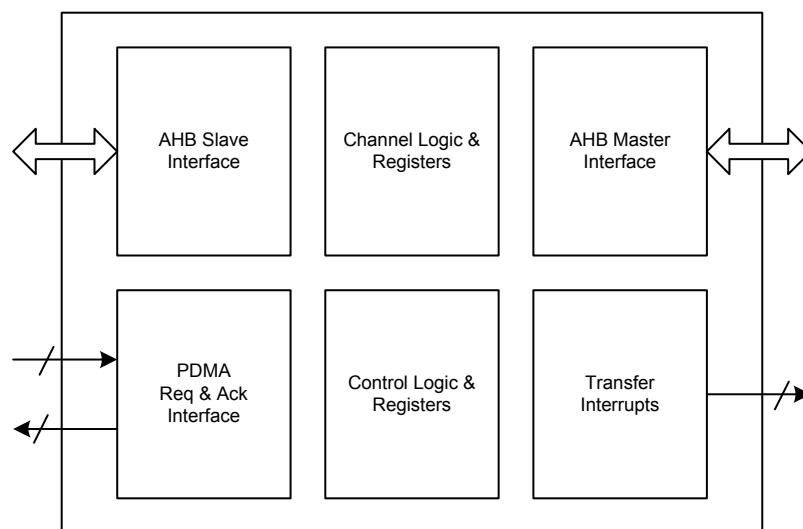 AHB Slave
Interface
Channel Logic &
Registers
AHB Master
Interface
PDMA
Req & Ack
Interface
Control Logic &
Registers
Transfer
Interrupts